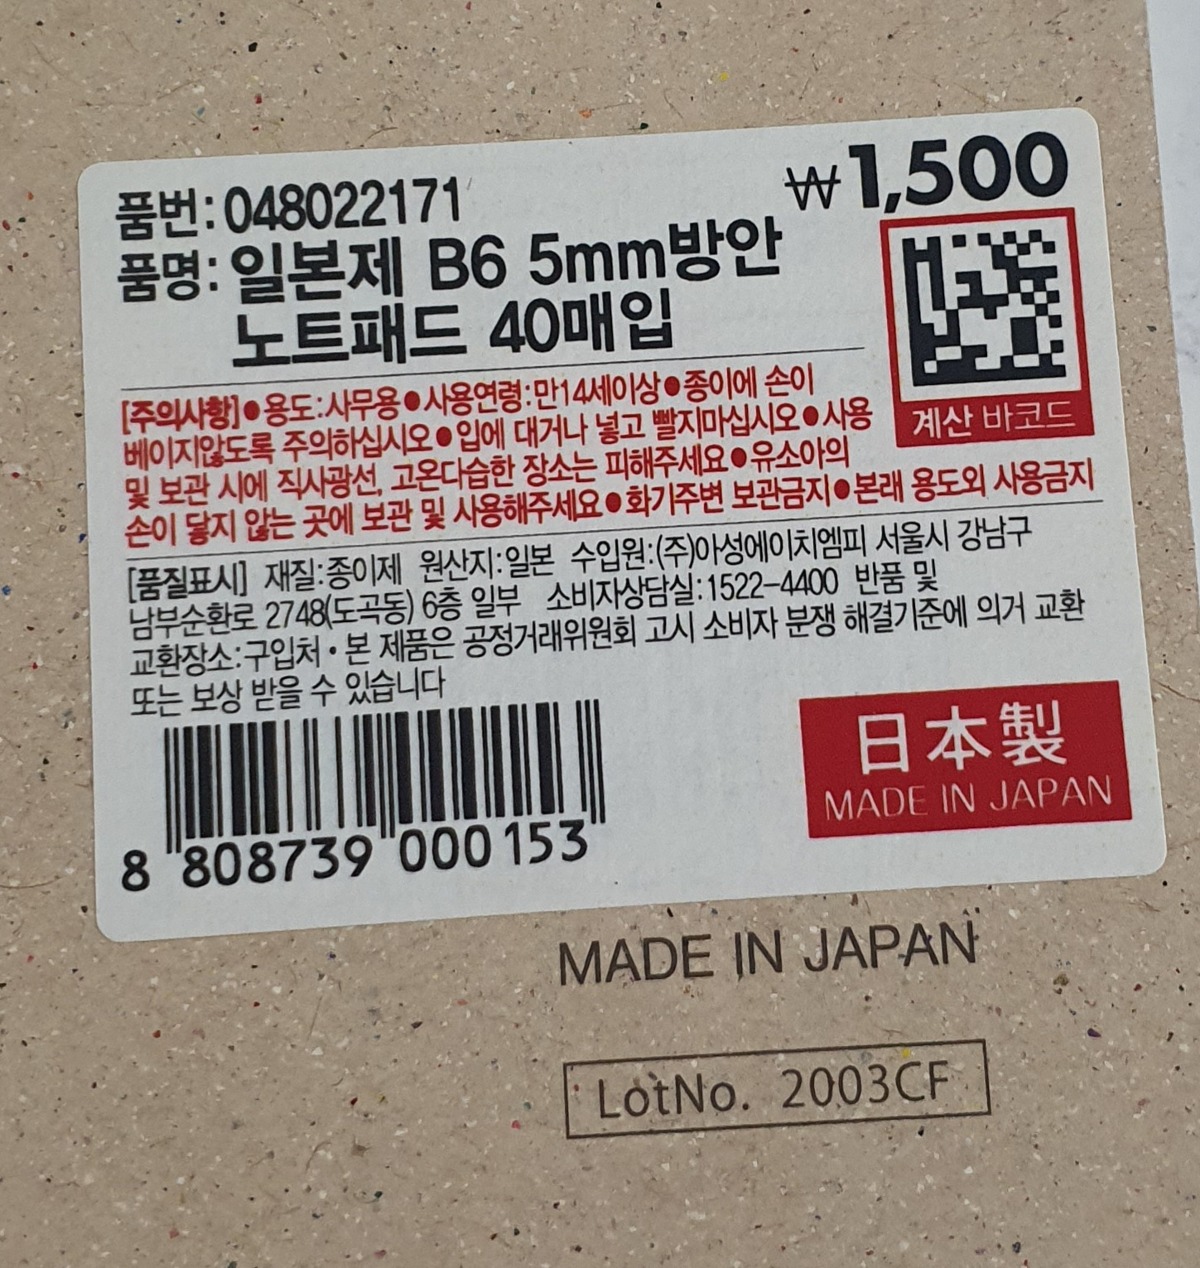 품번:048022171
₩1,500
품명:일본제 B6 5mm방안
노트패드 40매입
계산 바코드
[주의사항]●용도:사무용●사용연령:만14세이상●종이에 손이
베이지않도록 주의하십시오●입에 대거나 넣고 빨지마십시오●사용
및 보관 시에 직사광선, 고온다습한 장소는 피해주세요●유소아의
손이 닿지 않는 곳에 보관 및 사용해주세요●화기주변 보관금지●본래 용도외 사용금지
[품질표시] 재질:종이제 원산지:일본 수입원:(주)아성에이치엠피 서울시 강남구
남부순환로 2748(도곡동) 6층 일부 소비자상담실:1522-4400 반품 및
교환장소:구입처•본 제품은 공정거래위원회 고시 소비자 분쟁 해결기준에 의거 교환
또는 보상 받을 수 있습니다
日本製
MADE IN JAPAN
8 808739 000153
MADE IN JAPAN
LotNo. 2003CF